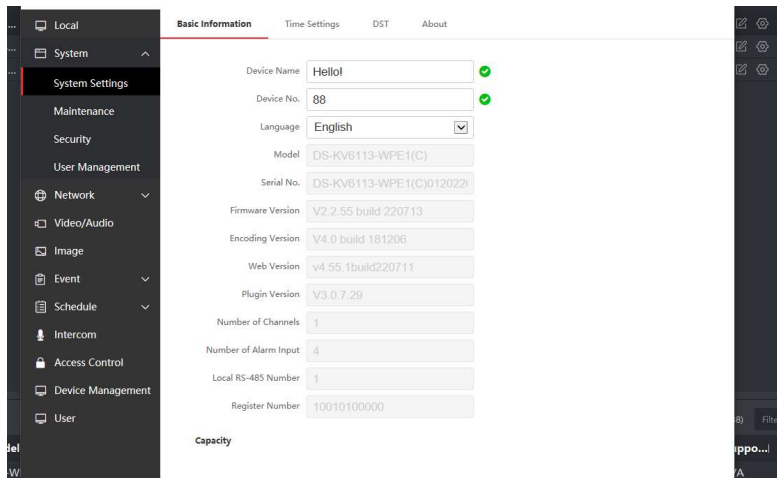 Local
System
System Settings
Maintenance
Security
User Management
Network
Video/Audio
Image
Event
Schedule
Intercom
Access Control
Device Management
User
Basic Information Time Settings DST About
Device Name Hello!
Device No. 88
Language English
Model DS-KV6113-WPE1(C)
Serial No. DS-KV6113-WPE1(C)012022
Firmware Version V2.2.55 build 220713
Encoding Version V4.0 build 181206
Web Version v4.55.1build220711
Plugin Version V3.0.7.29
Number of Channels 1
Number of Alarm Input 4
Local RS-485 Number 1
Register Number 10010100000
Capacity
8) Filte
del
ppo...|
-W
/A